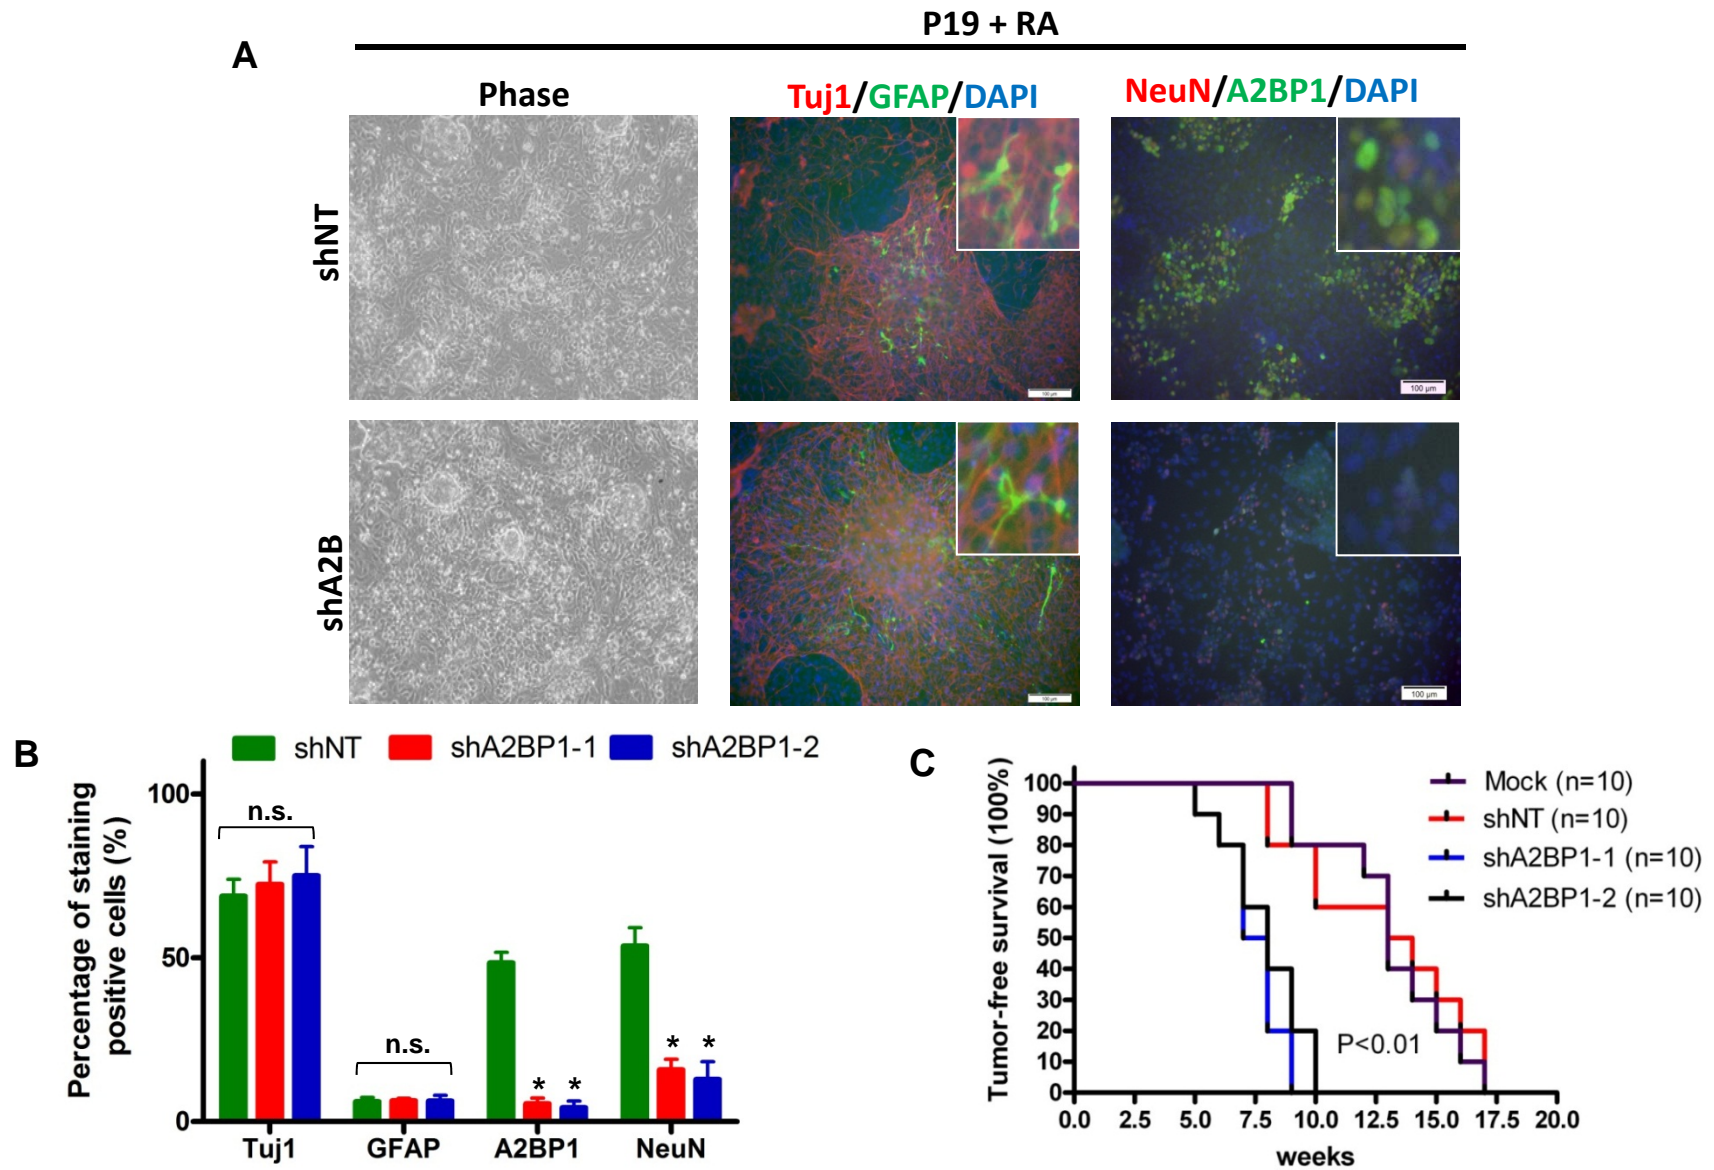 P19 + RA
A
Phase
Tuj1/GFAP/DAPI
NeuN/A2BP1/DAPI
shNT
100 µm
100 µm
shA2B
100 µm
100 µm
B
shNT
shA2BP1-1
shA2BP1-2
Percentage of staining
positive cells (%)
100
50
0
n.s.
n.s.
* *
* *
Tuj1
GFAP
A2BP1
NeuN
C
Tumor-free survival (100%)
100
90
80
70
60
50
40
30
20
10
0
Mock (n=10)
shNT (n=10)
shA2BP1-1 (n=10)
shA2BP1-2 (n=10)
P<0.01
0.0 2.5 5.0 7.5 10.0 12.5 15.0 17.5 20.0
weeks